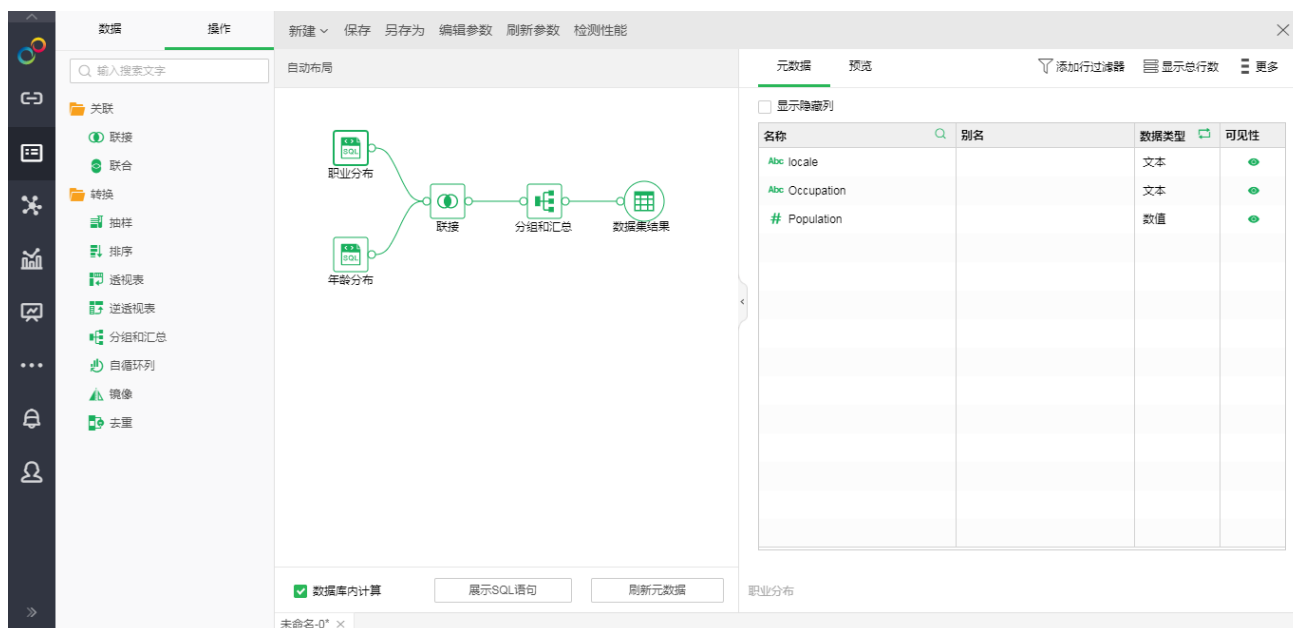 数据 操作
新建 保存 另存为 编辑参数 刷新参数 检测性能
输入搜索文字
自动布局
元数据 预览 添加行过滤器 显示总行数 更多
关联
联接
联合
转换
抽样
排序
透视表
逆透视表
分组和汇总
自循环列
镜像
去重
SQL
职业分布
联接
分组和汇总
数据集结果
SQL
年龄分布
显示隐藏列
名称 别名 数据类型 可见性
Abc locale 文本
Abc Occupation 文本
# Population 数值
数据库内计算 展示SQL语句 刷新元数据
职业分布
未命名-0* ×